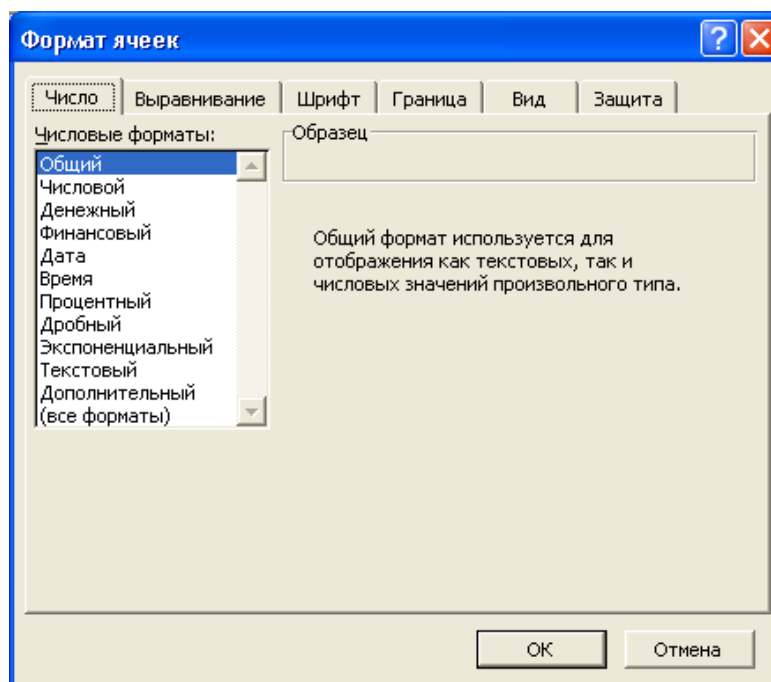 Формат ячеек
Число Выравнивание Шрифт Граница Вид Защита
Числовые форматы:
Образец
Общий
Числовой
Денежный
Финансовый
Дата
Время
Процентный
Дробный
Экспоненциальный
Текстовый
Дополнительный
(все форматы)
Общий формат используется для
отображения как текстовых, так и
числовых значений произвольного типа.
ОК Отмена